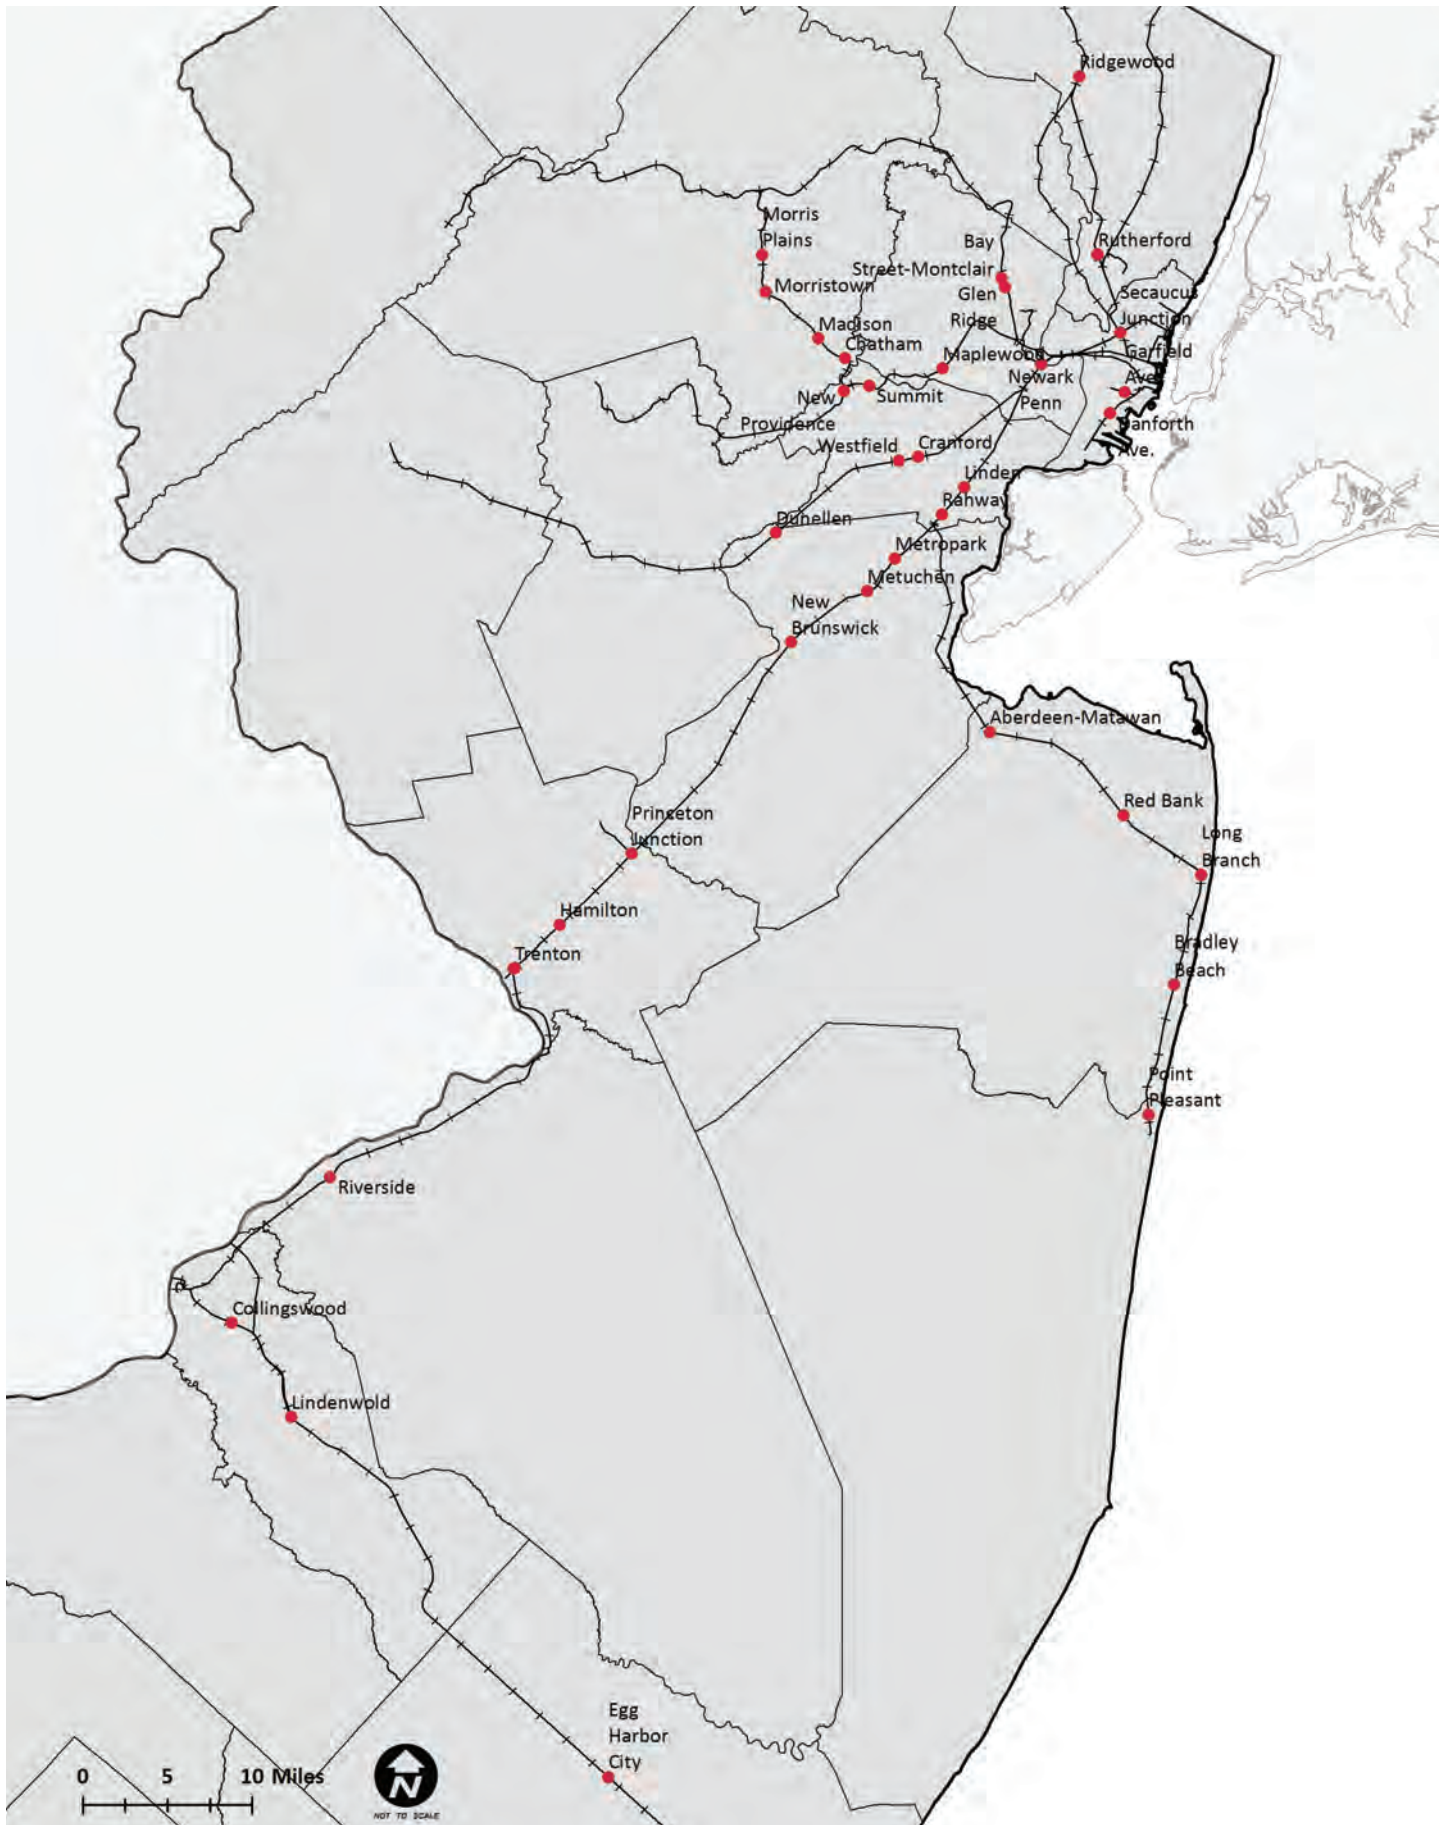 Ridgewood
Morris
Plains
Bay
Street-Montclair
Rutherford
Morristown
Glen
Ridge
Secaucus
Junction
Madison
Chatham
Maplewood
Garfield
Ave.
Newark
Penn
New
Providence
Summit
Danforth
Ave.
Westfield
Cranford
Linden
Rahway
Dunellen
Metropark
Metuchen
New
Brunswick
Aberdeen-Matawan
Red Bank
Princeton
Junction
Long
Branch
Hamilton
Trenton
Bradley
Beach
Point
Pleasant
Riverside
Collingswood
Lindenwold
Egg
Harbor
City
0 5 10 Miles
N
NOT TO SCALE